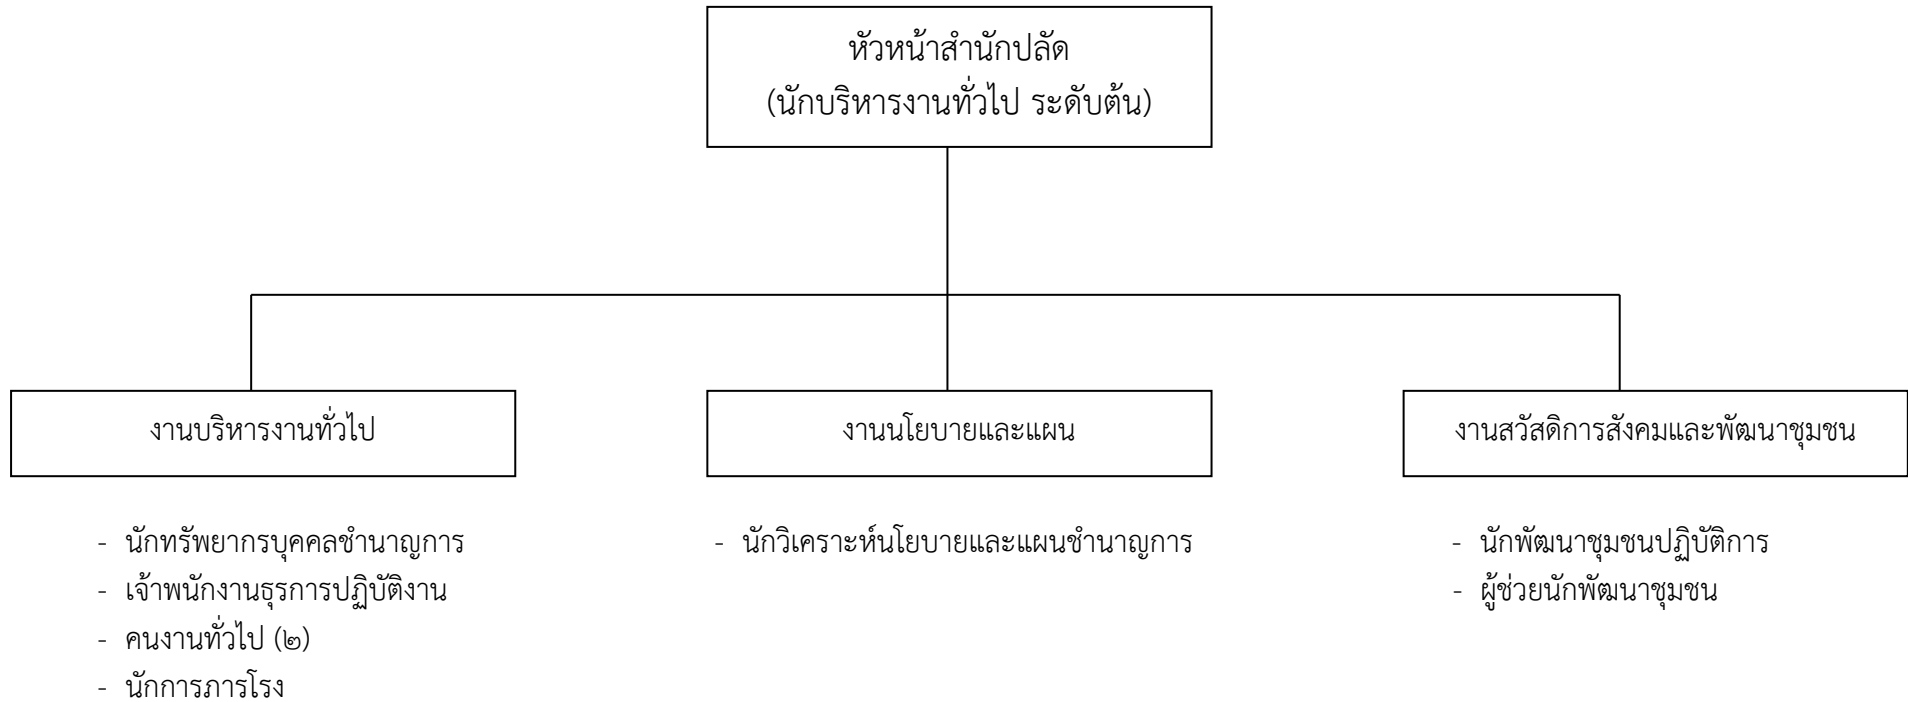 หัวหน้าสำนักปลัด
(นักบริหารงานทั่วไป ระดับต้น)
งานบริหารงานทั่วไป
งานนโยบายและแผน
งานสวัสดิการสังคมและพัฒนาชุมชน
- นักทรัพยากรบุคคลชำนาญการ
- เจ้าพนักงานธุรการปฏิบัติงาน
- คนงานทั่วไป (๒)
- นักการภารโรง
- นักวิเคราะห์นโยบายและแผนชำนาญการ
- นักพัฒนาชุมชนปฏิบัติการ
- ผู้ช่วยนักพัฒนาชุมชน